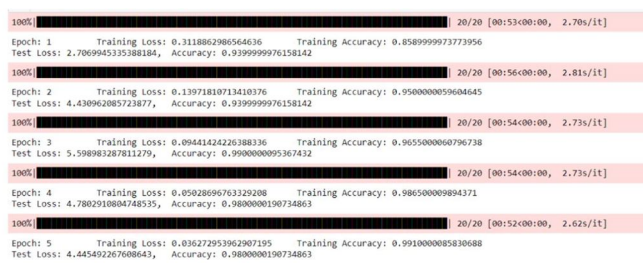 100%| 20/20 [00:53<00:00, 2.70s/it]
Epoch: 1 Training Loss: 0.3118862986564636 Training Accuracy: 0.8589999973773956
Test Loss: 2.7069945335388184, Accuracy: 0.9399999976158142
100%| 20/20 [00:56<00:00, 2.81s/it]
Epoch: 2 Training Loss: 0.13971810713410376 Training Accuracy: 0.9500000059604645
Test Loss: 4.430962085723877, Accuracy: 0.9399999976158142
100%| 20/20 [00:54<00:00, 2.73s/it]
Epoch: 3 Training Loss: 0.09441424226388336 Training Accuracy: 0.9655000060796738
Test Loss: 5.598983287811279, Accuracy: 0.9900000095367432
100%| 20/20 [00:54<00:00, 2.73s/it]
Epoch: 4 Training Loss: 0.05028696763329208 Training Accuracy: 0.986500009894371
Test Loss: 4.7802910804748535, Accuracy: 0.9800000190734863
100%| 20/20 [00:52<00:00, 2.62s/it]
Epoch: 5 Training Loss: 0.036272953962907195 Training Accuracy: 0.9910000085830688
Test Loss: 4.445492267608643, Accuracy: 0.9800000190734863